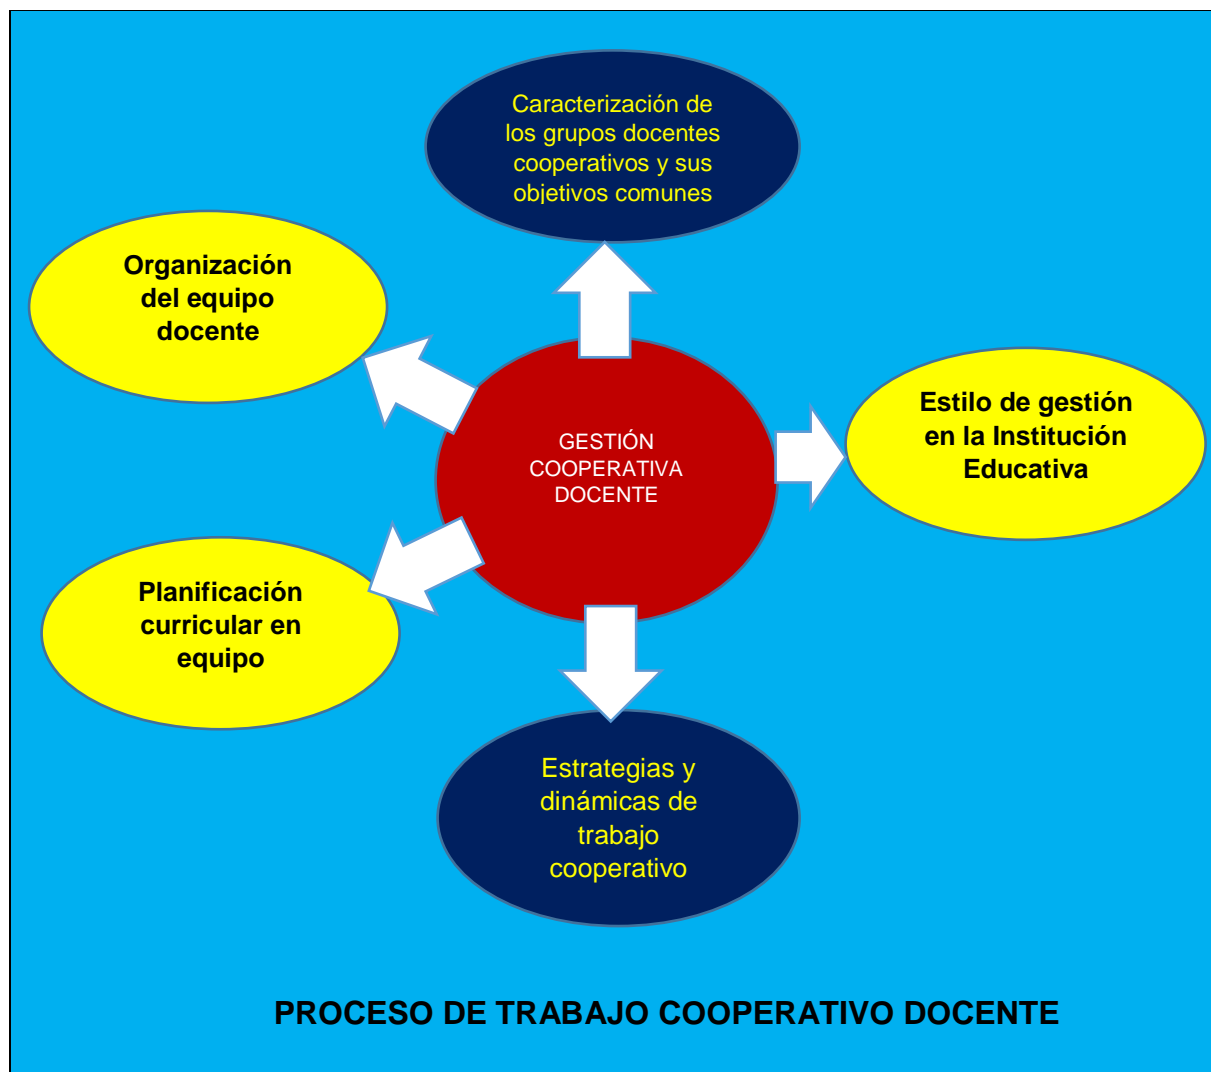 Caracterización de
los grupos docentes
cooperativos y sus
objetivos comunes
Organización
del equipo
docente
Estilo de gestión
en la Institución
Educativa
GESTIÓN
COOPERATIVA
DOCENTE
Planificación
curricular en
equipo
Estrategias y
dinámicas de
trabajo
cooperativo
PROCESO DE TRABAJO COOPERATIVO DOCENTE